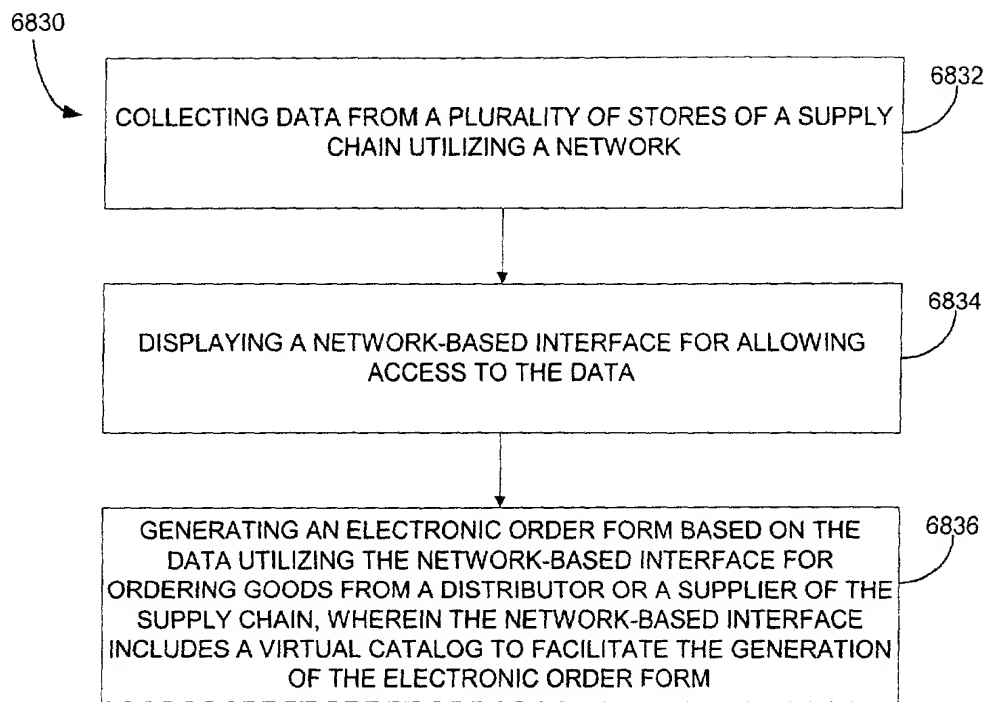 6830
6832
COLLECTING DATA FROM A PLURALITY OF STORES OF A SUPPLY
CHAIN UTILIZING A NETWORK
6834
DISPLAYING A NETWORK-BASED INTERFACE FOR ALLOWING
ACCESS TO THE DATA
6836
GENERATING AN ELECTRONIC ORDER FORM BASED ON THE
DATA UTILIZING THE NETWORK-BASED INTERFACE FOR
ORDERING GOODS FROM A DISTRIBUTOR OR A SUPPLIER OF THE
SUPPLY CHAIN, WHEREIN THE NETWORK-BASED INTERFACE
INCLUDES A VIRTUAL CATALOG TO FACILITATE THE GENERATION
OF THE ELECTRONIC ORDER FORM